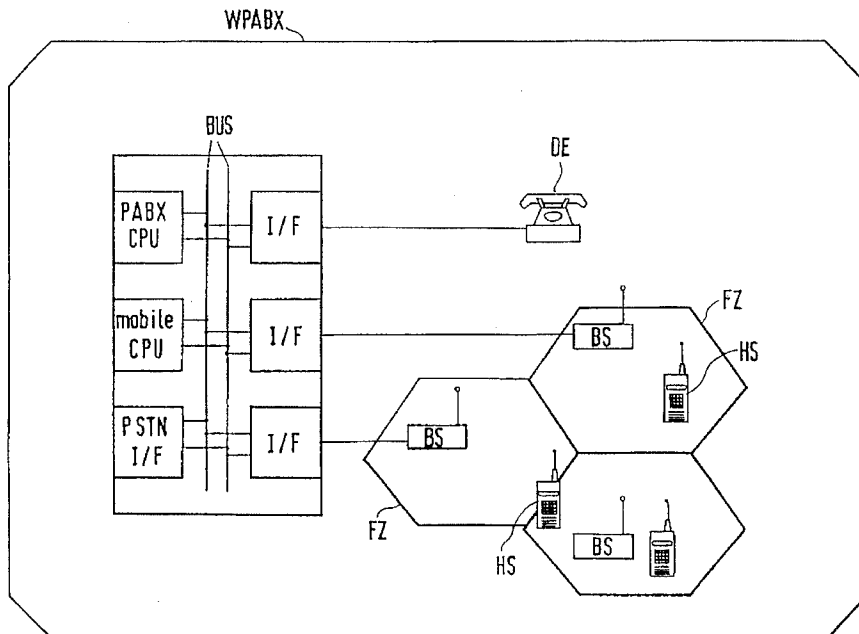 WPABX
BUS
DE
PABX
CPU
I/F
mobile
CPU
I/F
FZ
BS
HS
PSTN
I/F
I/F
BS
FZ
HS
BS